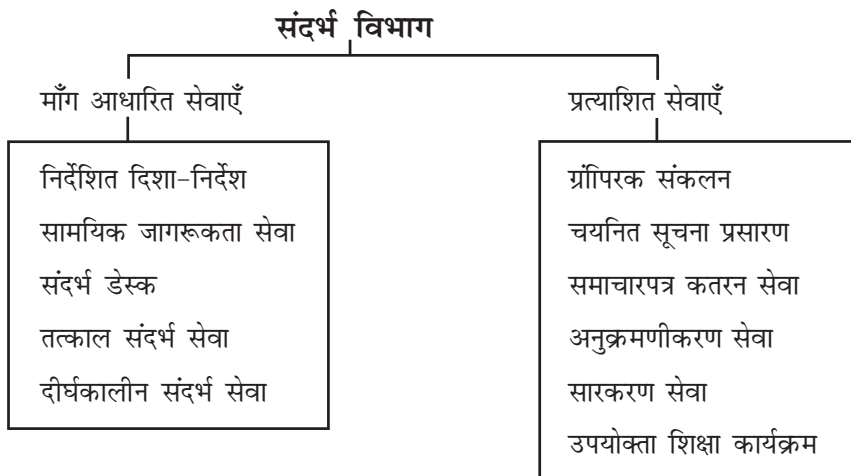 संदर्भ विभाग
माँग आधारित सेवाएँ
निर्देशित दिशा-निर्देश
सामयिक जागरूकता सेवा
संदर्भ डेस्क
तत्काल संदर्भ सेवा
दीर्घकालीन संदर्भ सेवा
प्रत्याशित सेवाएँ
ग्रंापिरक संकलन
चयनित सूचना प्रसारण
समाचारपत्र कतरन सेवा
अनुक्रमणीकरण सेवा
सारकरण सेवा
उपयोक्ता शिक्षा कार्यक्रम